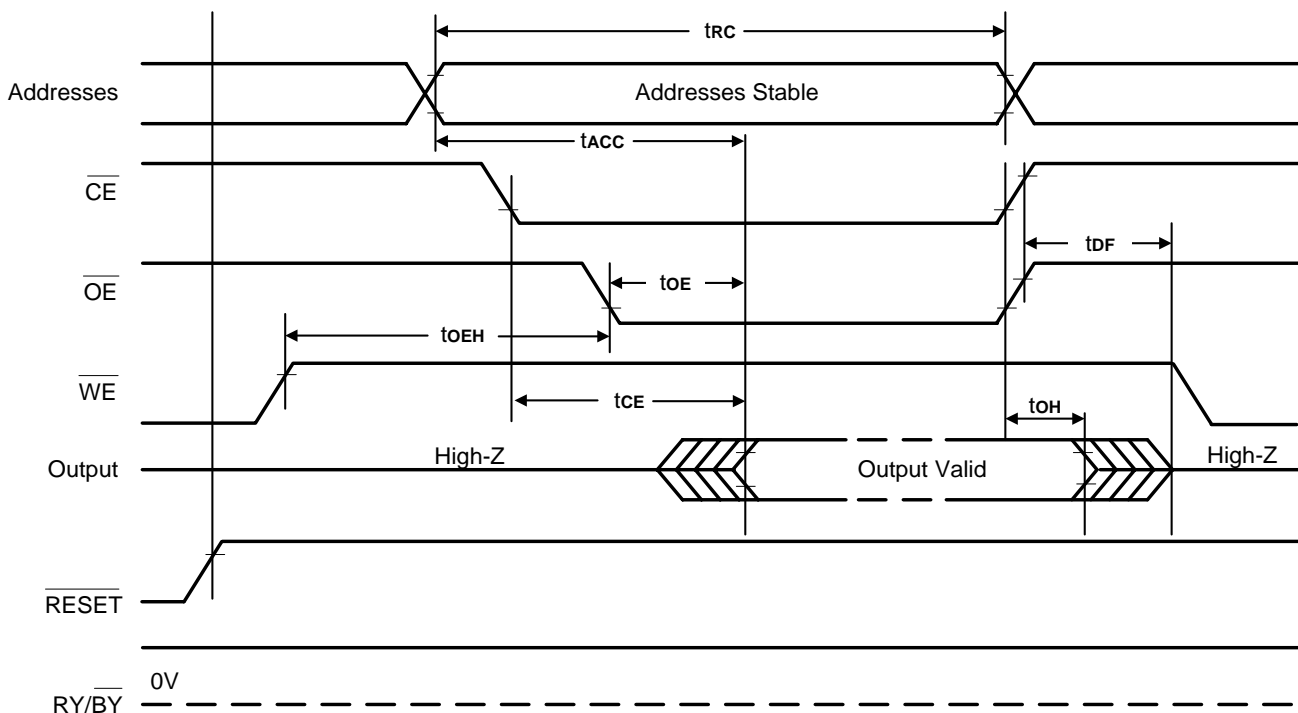 tRC
Addresses
Addresses Stable
tACC
CE
tDF
OE
tOE
tOEH
WE
tCE
tOH
High-Z
Output
Output Valid
High-Z
RESET
0V
RY/BY